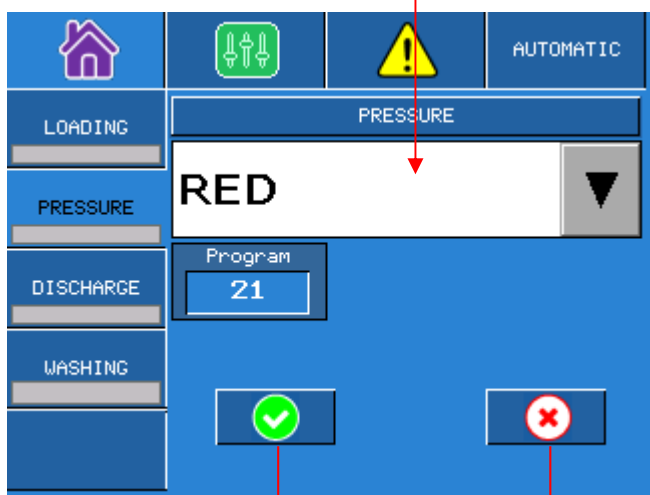 AUTOMATIC
LOADING
PRESSURE
RED
PRESSURE
Program
21
DISCHARGE
WASHING